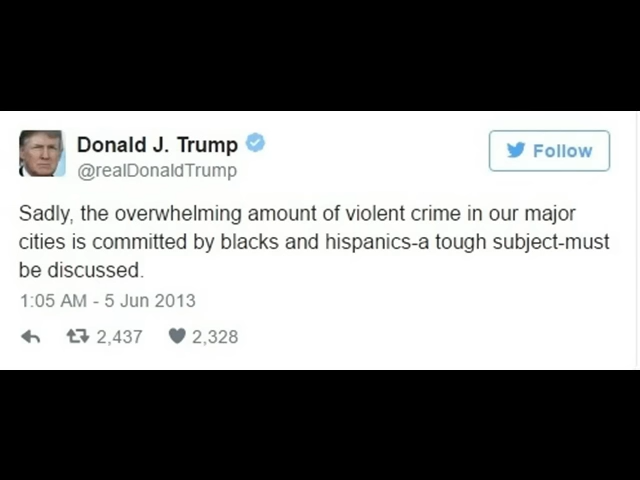 Donald J. Trump
@realDonaldTrump
Follow
Sadly, the overwhelming amount of violent crime in our major
cities is committed by blacks and hispanics-a tough subject-must
be discussed.
1:05 AM - 5 Jun 2013
2,437 2,328